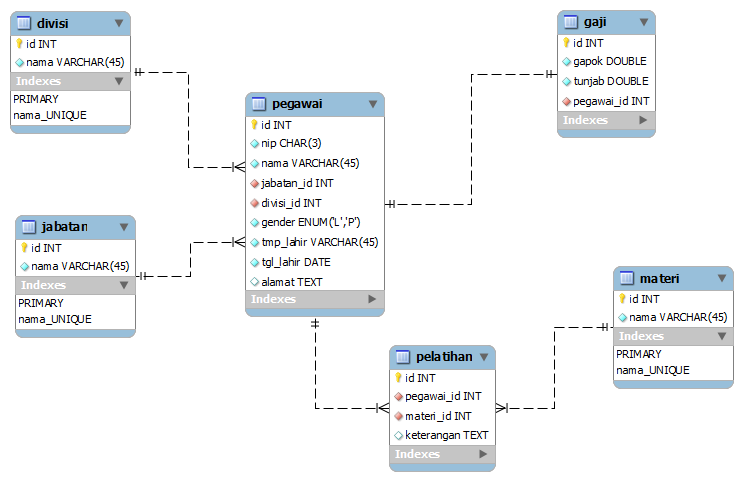 divisi
id INT
nama VARCHAR(45)
Indexes
PRIMARY
nama_UNIQUE
gaji
id INT
gapok DOUBLE
tunjab DOUBLE
pegawai_id INT
Indexes
pegawai
id INT
nip CHAR(3)
nama VARCHAR(45)
jabatan_id INT
divisi_id INT
gender ENUM('L','P')
tmp_lahir VARCHAR(45)
tgl_lahir DATE
alamat TEXT
Indexes
jabatan
id INT
nama VARCHAR(45)
Indexes
PRIMARY
nama_UNIQUE
materi
id INT
nama VARCHAR(45)
Indexes
PRIMARY
nama_UNIQUE
pelatihan
id INT
pegawai_id INT
materi_id INT
keterangan TEXT
Indexes